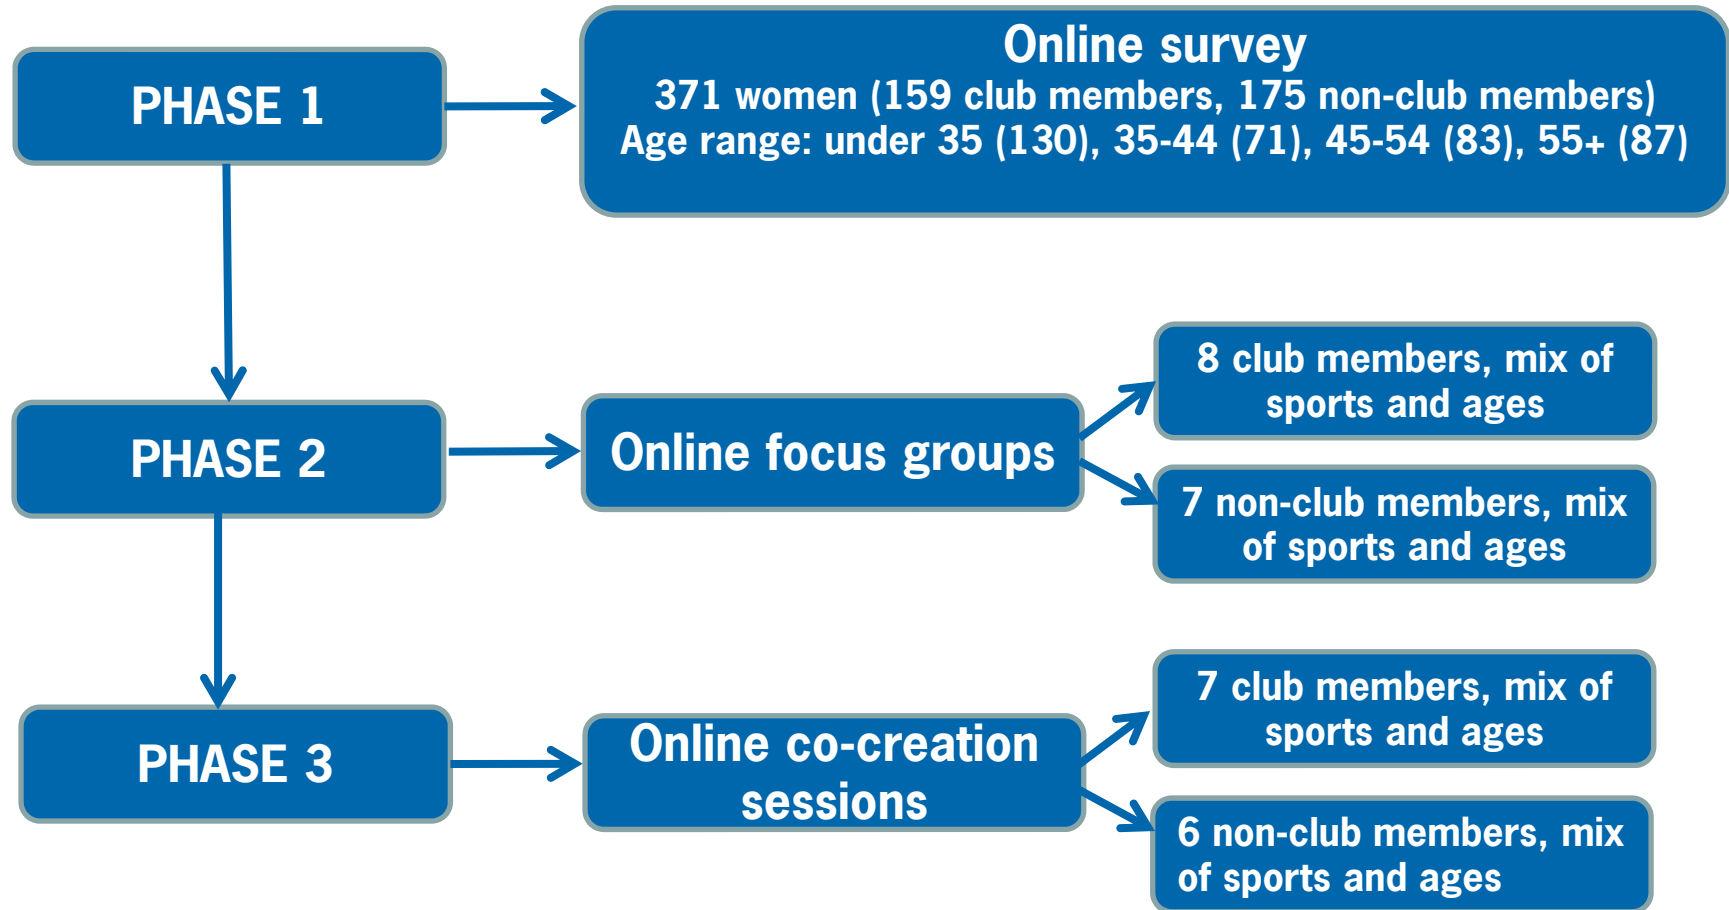 PHASE 1
Online survey
371 women (159 club members, 175 non-club members)
Age range: under 35 (130), 35-44 (71), 45-54 (83), 55+ (87)
PHASE 2
Online focus groups
8 club members, mix of
sports and ages
7 non-club members, mix
of sports and ages
PHASE 3
Online co-creation
sessions
7 club members, mix of
sports and ages
6 non-club members, mix
of sports and ages